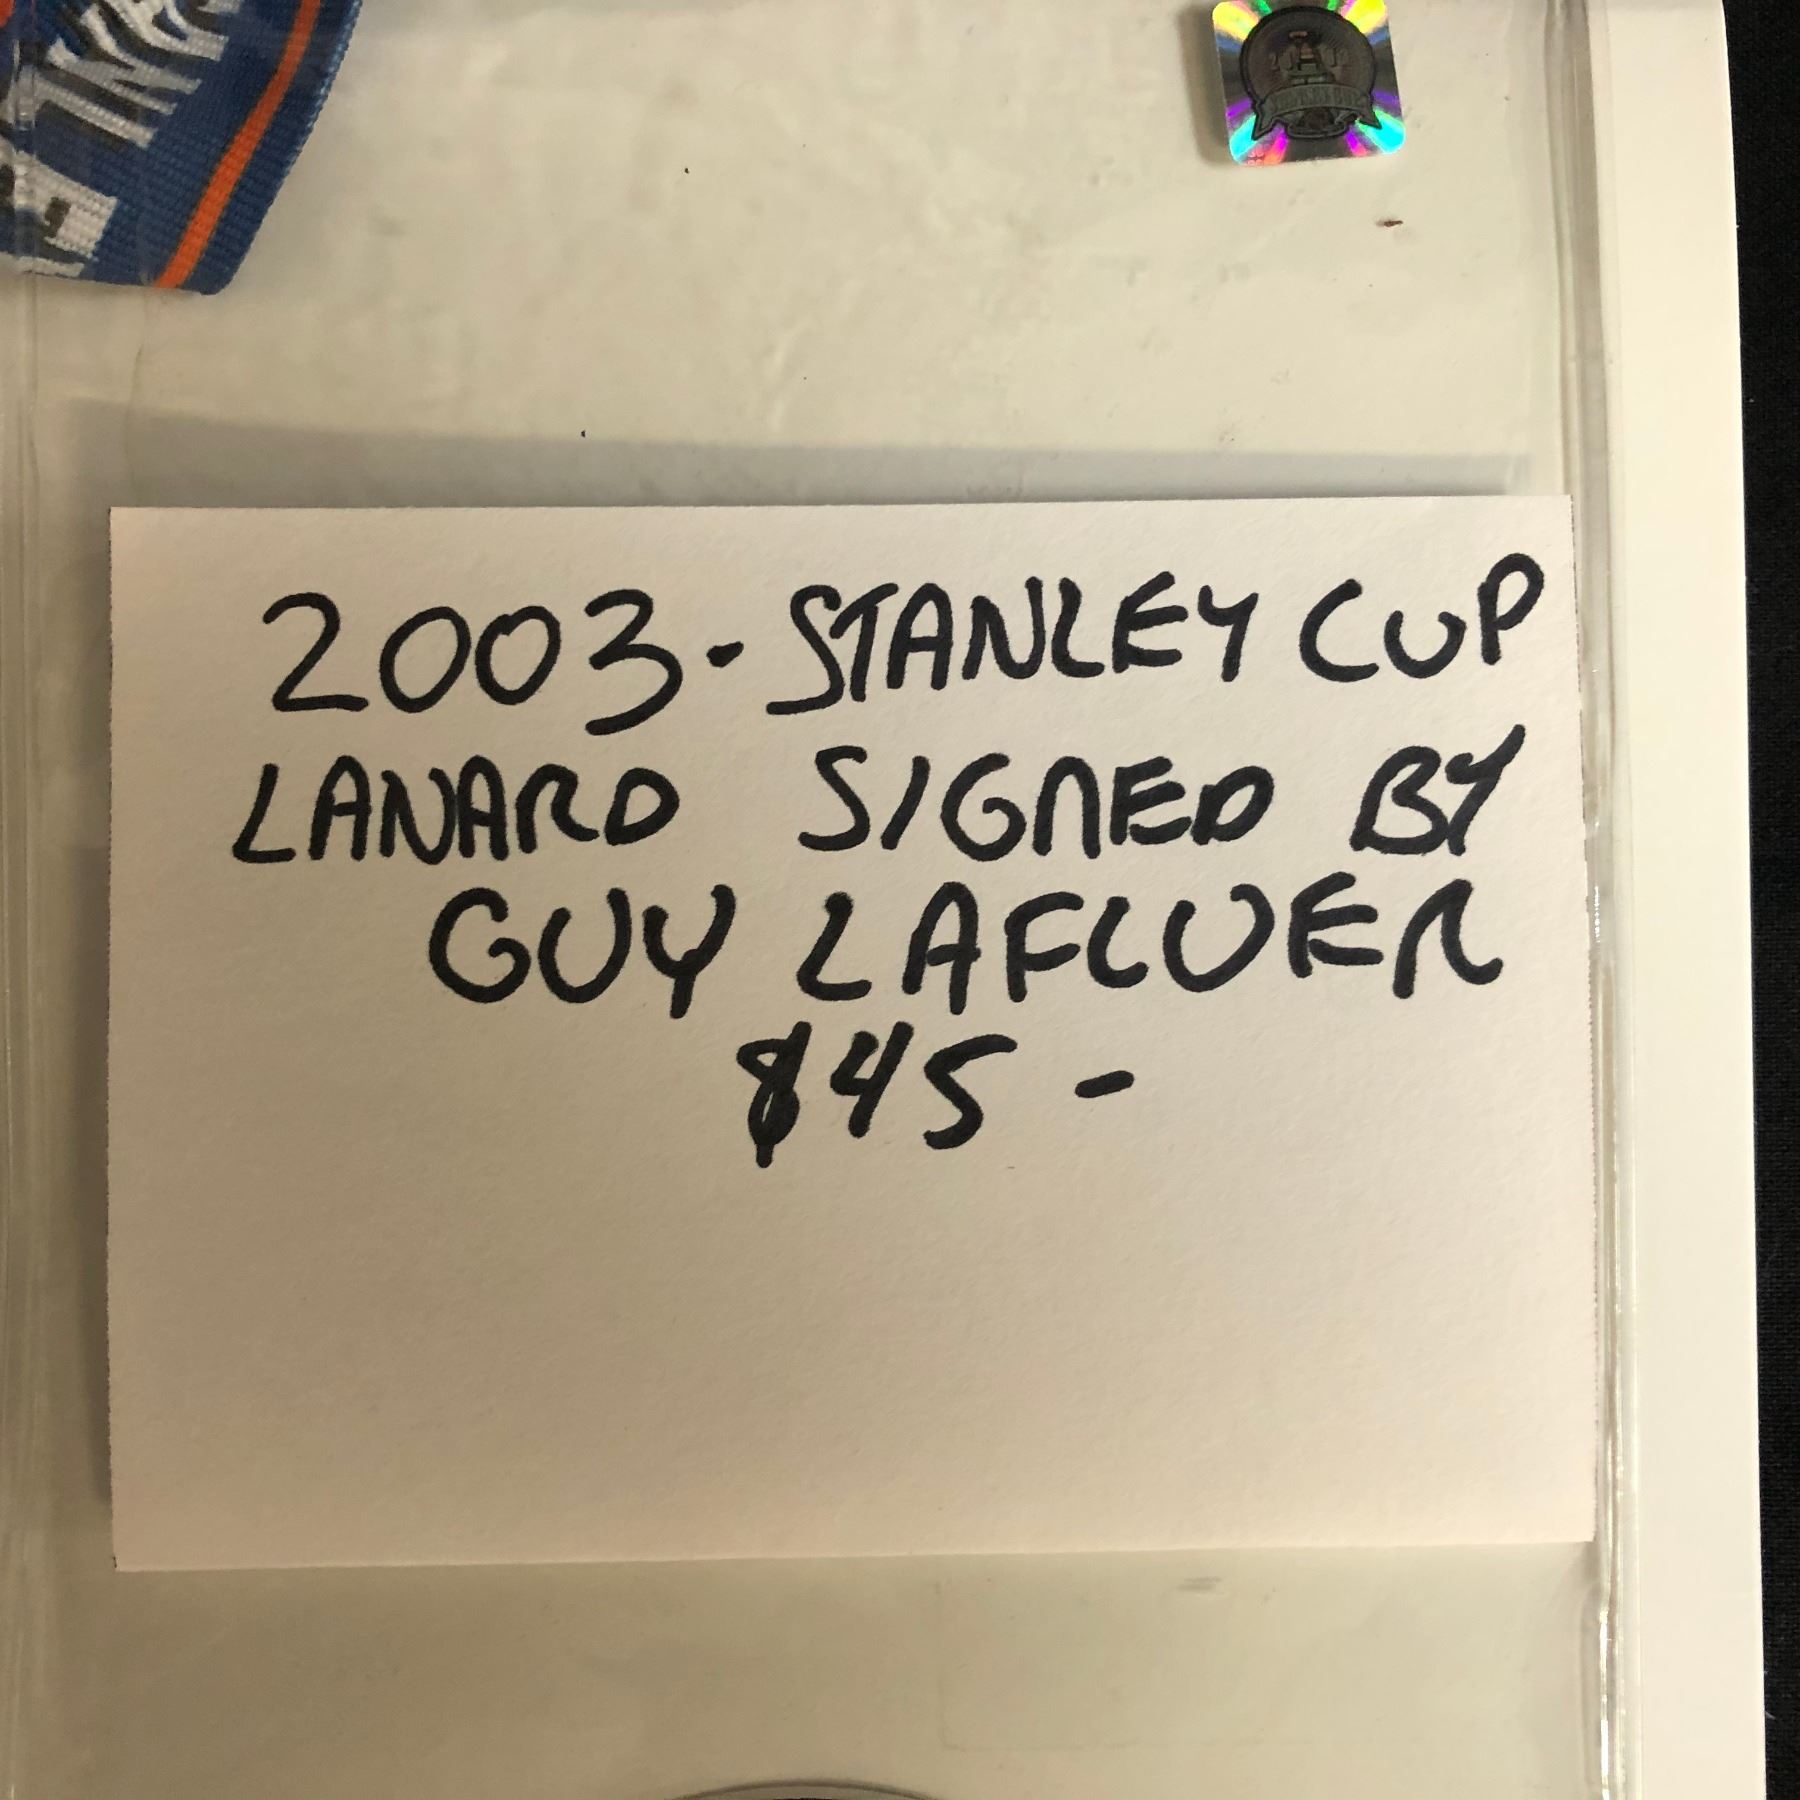 2003 - STANLEY CUP
LANARD SIGNED BY
GUY LAFLUER
$45 -